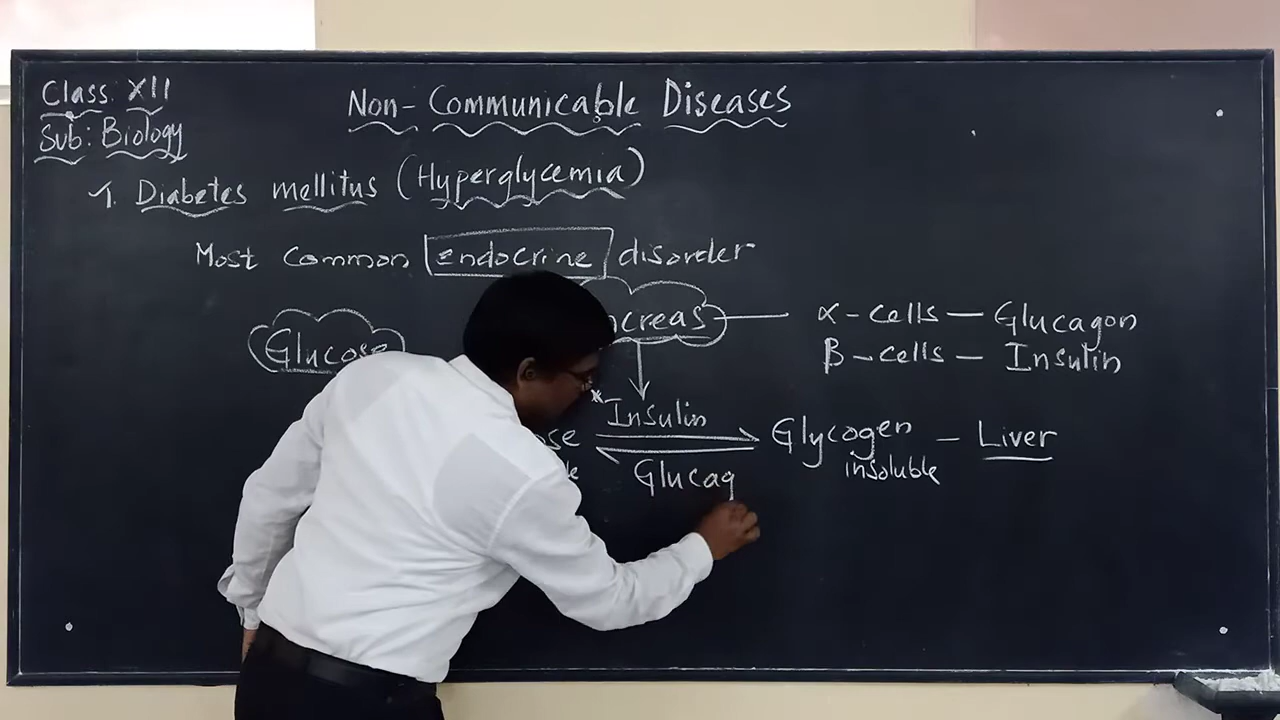 Class: XII
Non-Communicable Diseases
Sub: Biology
1. Diabetes mellitus (Hyperglycemia)
Most Common endocrine disorder
Glucose creas — α-cells — Glucagon
β-cells — Insulin
*Insulin
ose ⇌ Glycogen — Liver
insoluble
Glucag